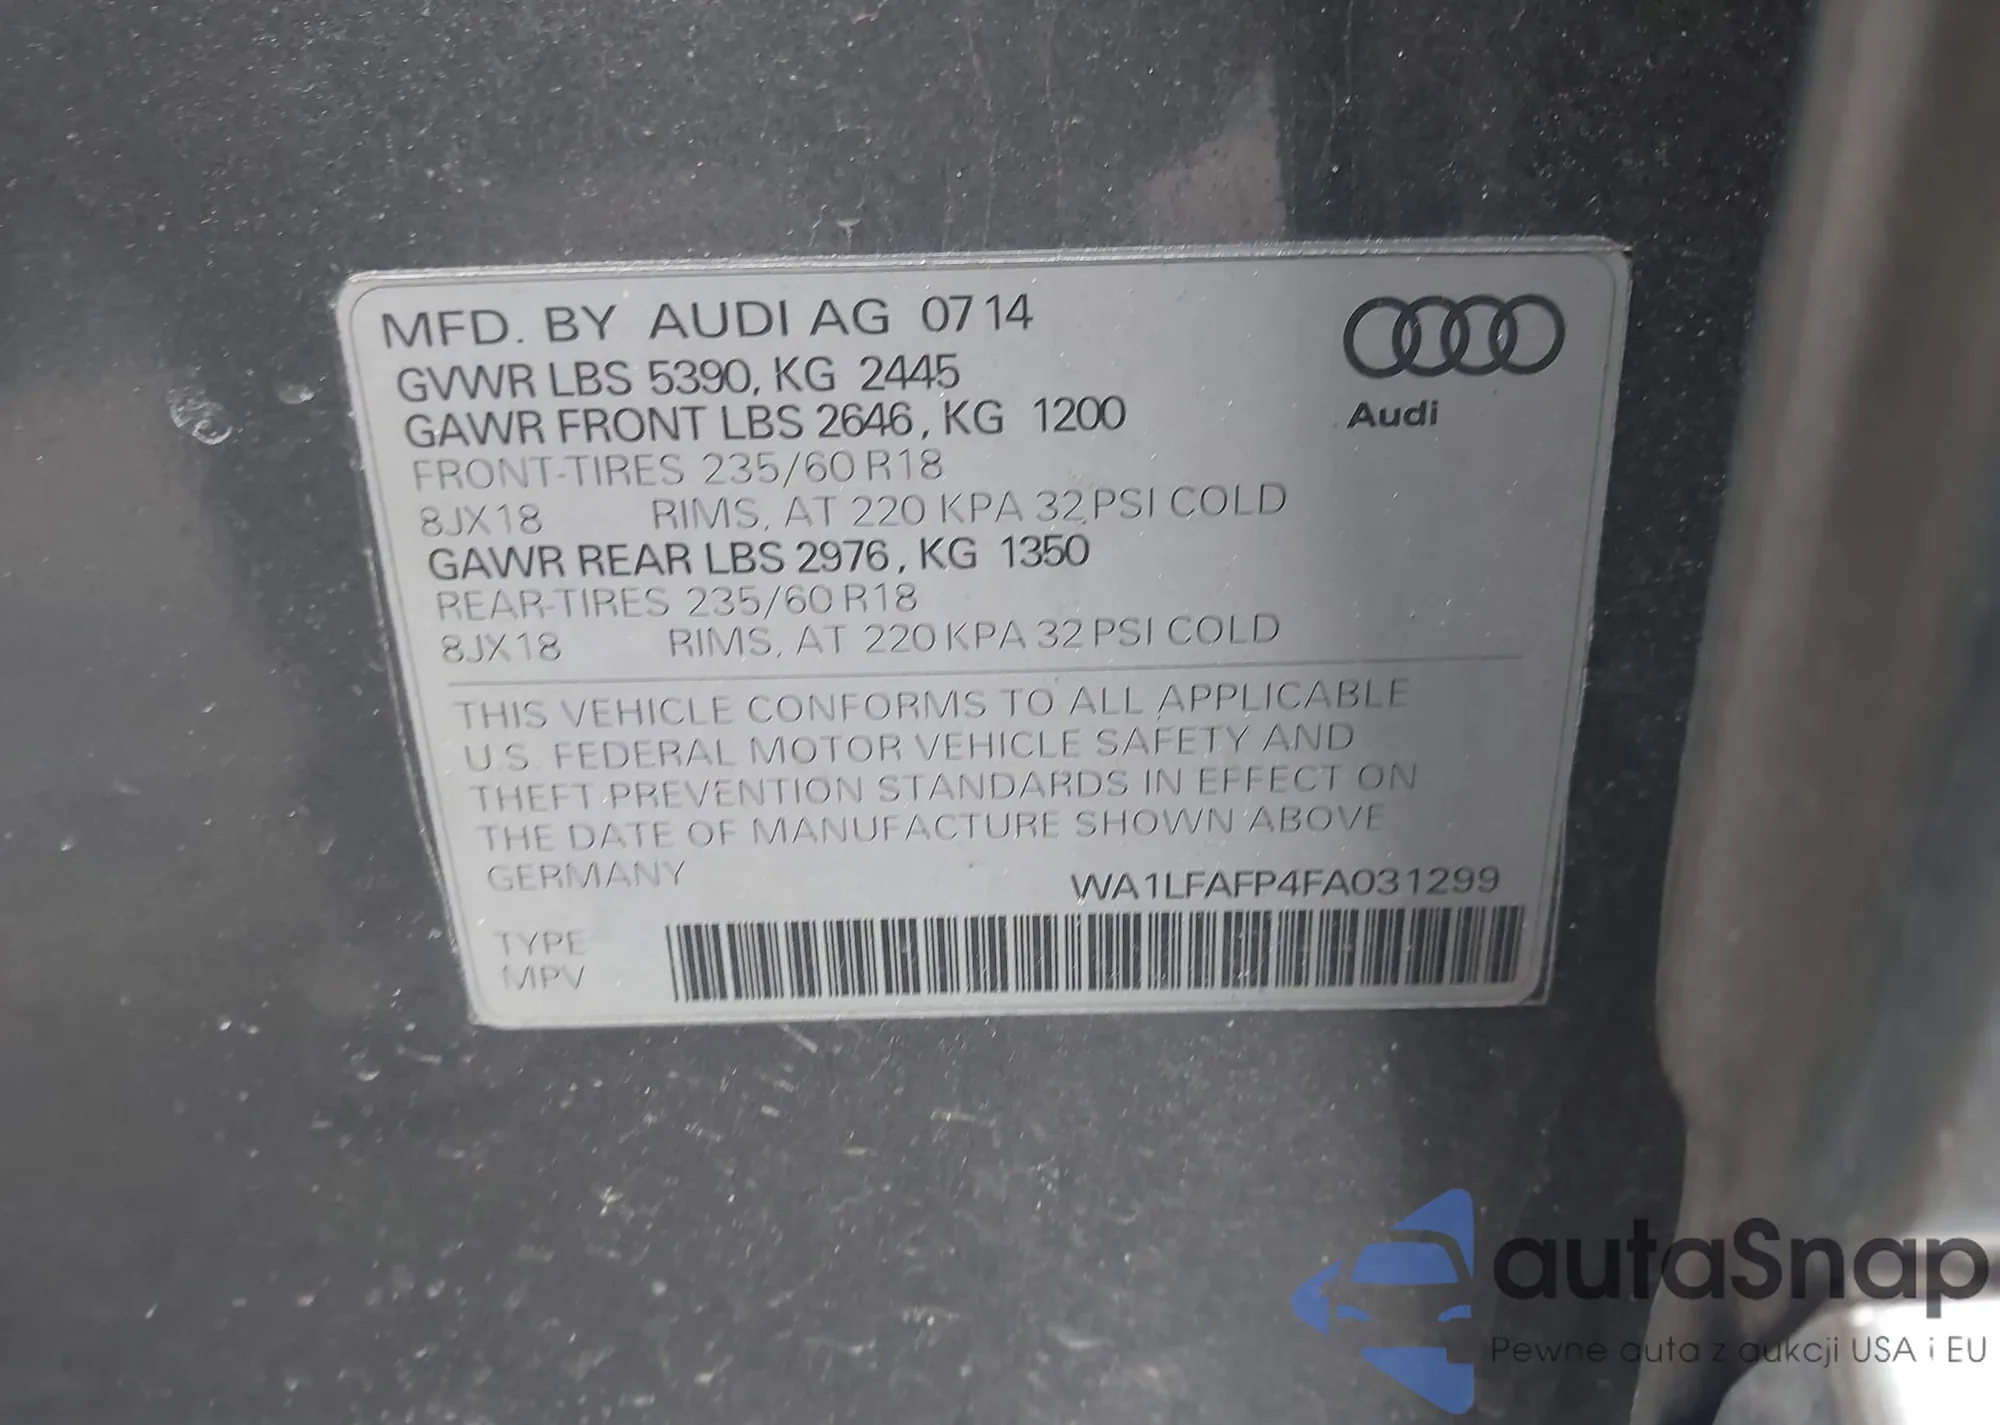 MFD. BY AUDI AG 0714
GVWR LBS 5390, KG 2445
GAWR FRONT LBS 2646, KG 1200
FRONT-TIRES 235/60 R18
8JX18 RIMS, AT 220 KPA 32 PSI COLD
GAWR REAR LBS 2976, KG 1350
REAR-TIRES 235/60 R18
8JX18 RIMS, AT 220 KPA 32 PSI COLD
Audi
THIS VEHICLE CONFORMS TO ALL APPLICABLE
U.S. FEDERAL MOTOR VEHICLE SAFETY AND
THEFT PREVENTION STANDARDS IN EFFECT ON
THE DATE OF MANUFACTURE SHOWN ABOVE
GERMANY WA1LFAFP4FA031299
TYPE
MPV
autaSnap
Pewne auta z aukcji USA i EU